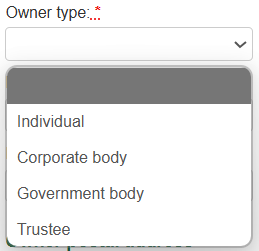 Owner type: *
Individual
Corporate body
Government body
Trustee